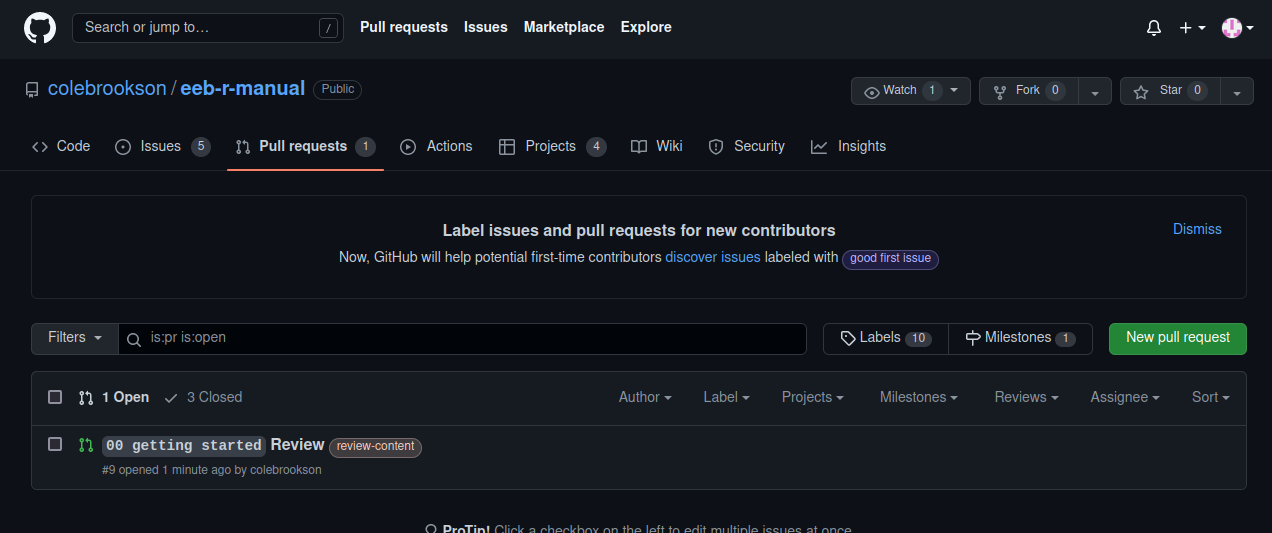 Search or jump to… / Pull requests Issues Marketplace Explore
colebrookson / eeb-r-manual Public Watch 1 Fork 0 Star 0
Code Issues 5 Pull requests 1 Actions Projects 4 Wiki Security Insights
Label issues and pull requests for new contributors Dismiss
Now, GitHub will help potential first-time contributors discover issues labeled with good first issue
Filters is:pr is:open Labels 10 Milestones 1 New pull request
1 Open 3 Closed Author Label Projects Milestones Reviews Assignee Sort
00 getting started Review review-content
#9 opened 1 minute ago by colebrookson
ProTip! Click a checkbox on the left to edit multiple issues at once